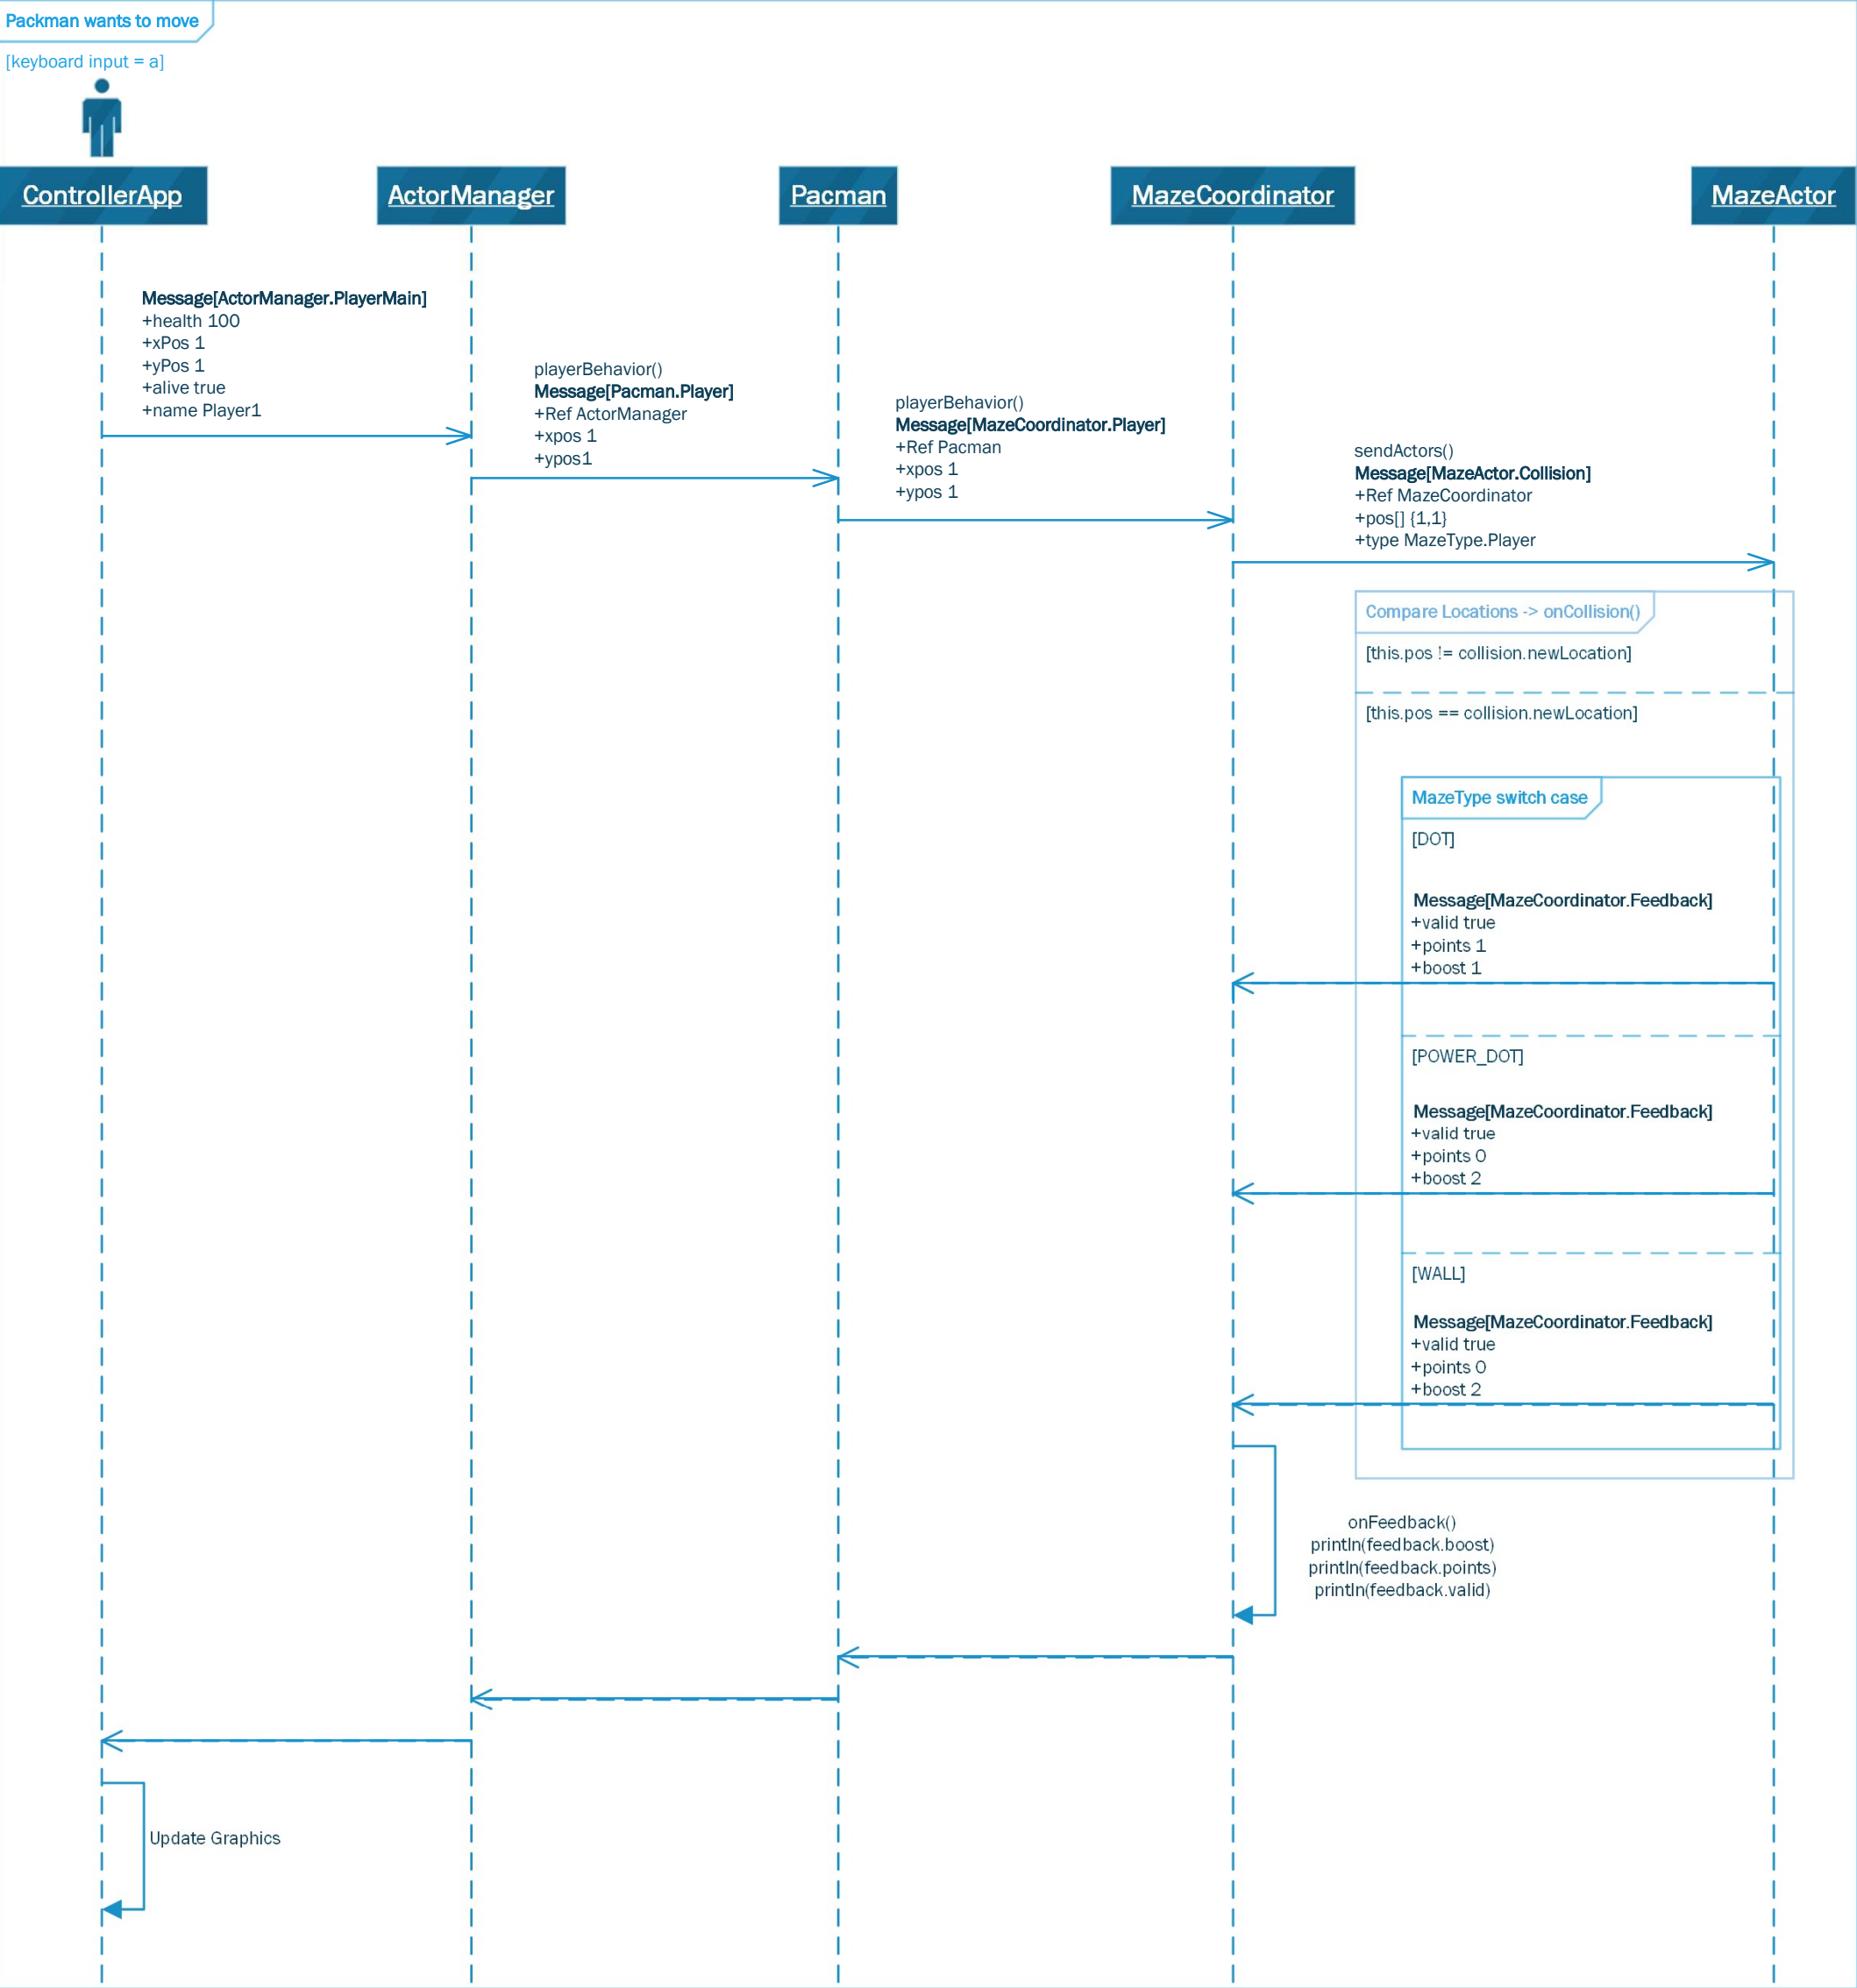 Packman wants to move
[keyboard input = a]
ControllerApp
ActorManager
Pacman
MazeCoordinator
MazeActor
Message[ActorManager.PlayerMain]
+health 100
+xPos 1
+yPos 1
+alive true
+name Player1
playerBehavior()
Message[Pacman.Player]
+Ref ActorManager
+xpos 1
+ypos1
playerBehavior()
Message[MazeCoordinator.Player]
+Ref Pacman
+xpos 1
+ypos 1
sendActors()
Message[MazeActor.Collision]
+Ref MazeCoordinator
+pos[] {1,1}
+type MazeType.Player
Compare Locations -> onCollision()
[this.pos != collision.newLocation]
[this.pos == collision.newLocation]
MazeType switch case
[DOT]
Message[MazeCoordinator.Feedback]
+valid true
+points 1
+boost 1
[POWER_DOT]
Message[MazeCoordinator.Feedback]
+valid true
+points 0
+boost 2
[WALL]
Message[MazeCoordinator.Feedback]
+valid true
+points 0
+boost 2
onFeedback()
println(feedback.boost)
println(feedback.points)
println(feedback.valid)
Update Graphics